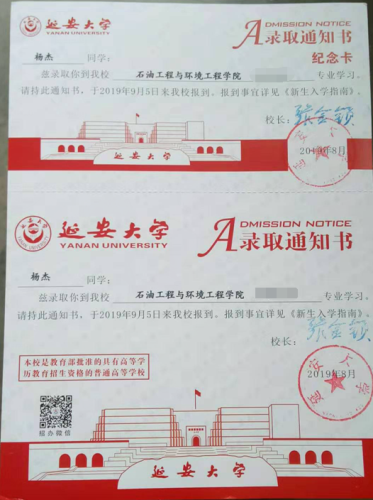 延安大学
YANAN UNIVERSITY
ADMISSION NOTICE
录取通知书
纪念卡
杨杰 同学：
兹录取你到我校 石油工程与环境工程学院 专业学习。
请持此通知书，于2019年9月5日来我校报到。报到事宜详见《新生入学指南》。
校长：
2019年8月
延安大学
延安大学
YANAN UNIVERSITY
ADMISSION NOTICE
录取通知书
杨杰 同学：
兹录取你到我校 石油工程与环境工程学院 专业学习。
请持此通知书，于2019年9月5日来我校报到。报到事宜详见《新生入学指南》。
校长：
2019年8月
本校是教育部批准的具有高等学
历教育招生资格的普通高等学校
招办微信
延安大学